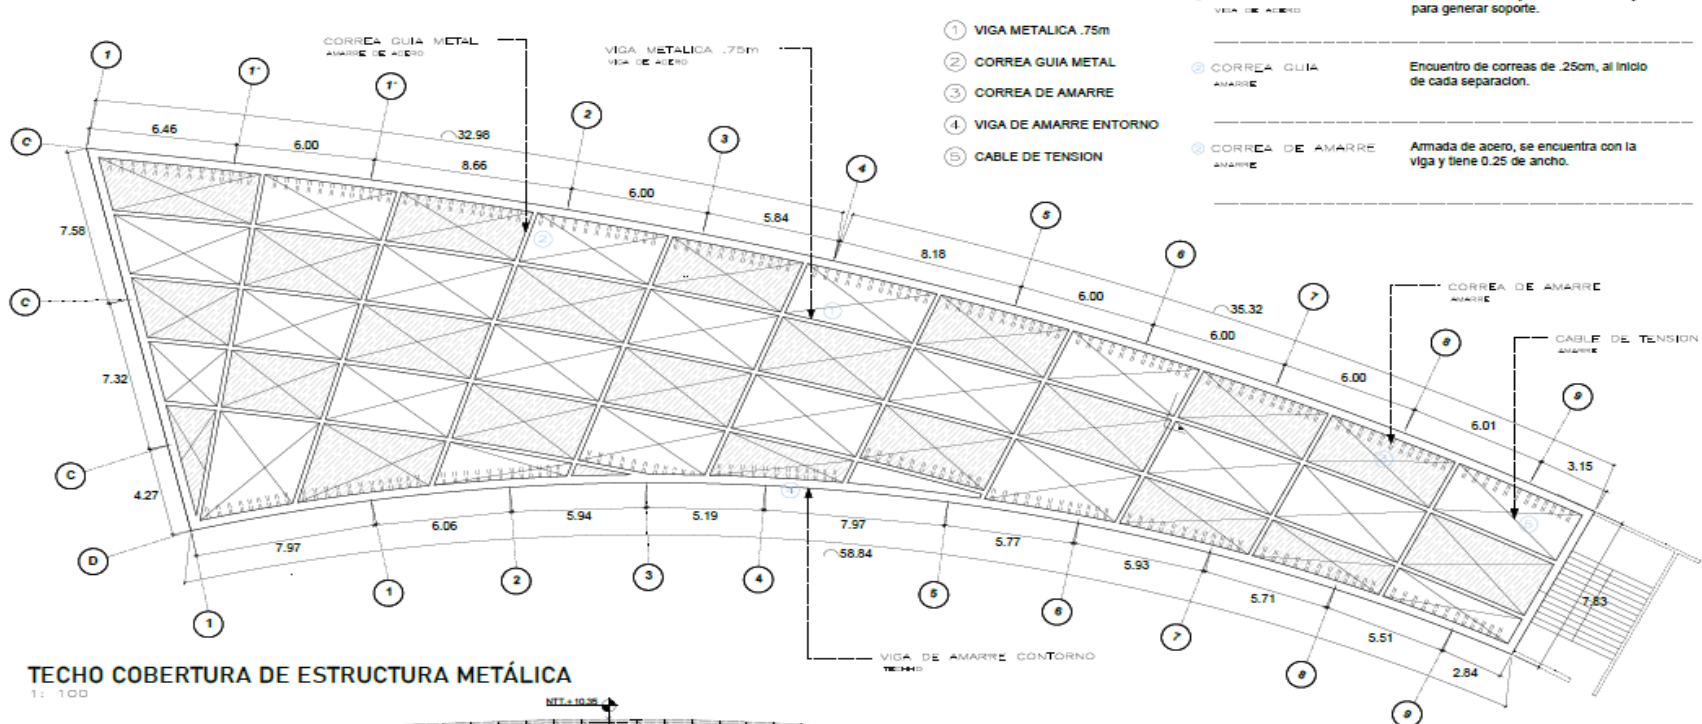 VIGA DE ACERO
para generar soporte.
1 VIGA METALICA .75m
2 CORREA GUIA METAL
3 CORREA DE AMARRE
4 VIGA DE AMARRE ENTORNO
5 CABLE DE TENSION
2 CORREA GUIA
AMARRE
Encuentro de correas de .25cm, al inicio
de cada separacion.
CORREA DE AMARRE
AMARRE
Armada de acero, se encuentra con la
viga y tiene 0.25 de ancho.
CORREA GUIA METAL
AMARRE DE ACERO
VIGA METALICA .75m
VIGA DE ACERO
1
1'
1'
2
3
4
5
6
7
8
9
6.46
6.00
32.98
8.66
6.00
5.84
8.18
6.00
35.32
6.00
6.00
6.01
3.15
C
7.58
C
7.32
C
4.27
D
2
1
4
5
CORREA DE AMARRE
AMARRE
CABLE DE TENSION
AMARRE
7.97
6.06
5.94
5.19
7.97
58.84
5.77
5.93
5.71
5.51
2.84
7.83
1
1
2
3
4
5
6
7
8
9
VIGA DE AMARRE CONTORNO
TECHO
TECHO COBERTURA DE ESTRUCTURA METÁLICA
1: 100
NTT.+10.35